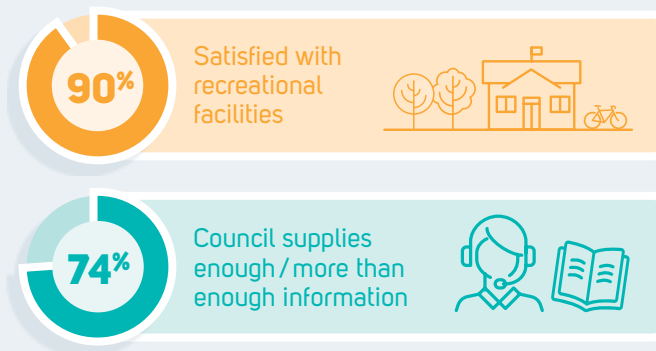 90%
Satisfied with
recreational
facilities
74%
Council supplies
enough/more than
enough information